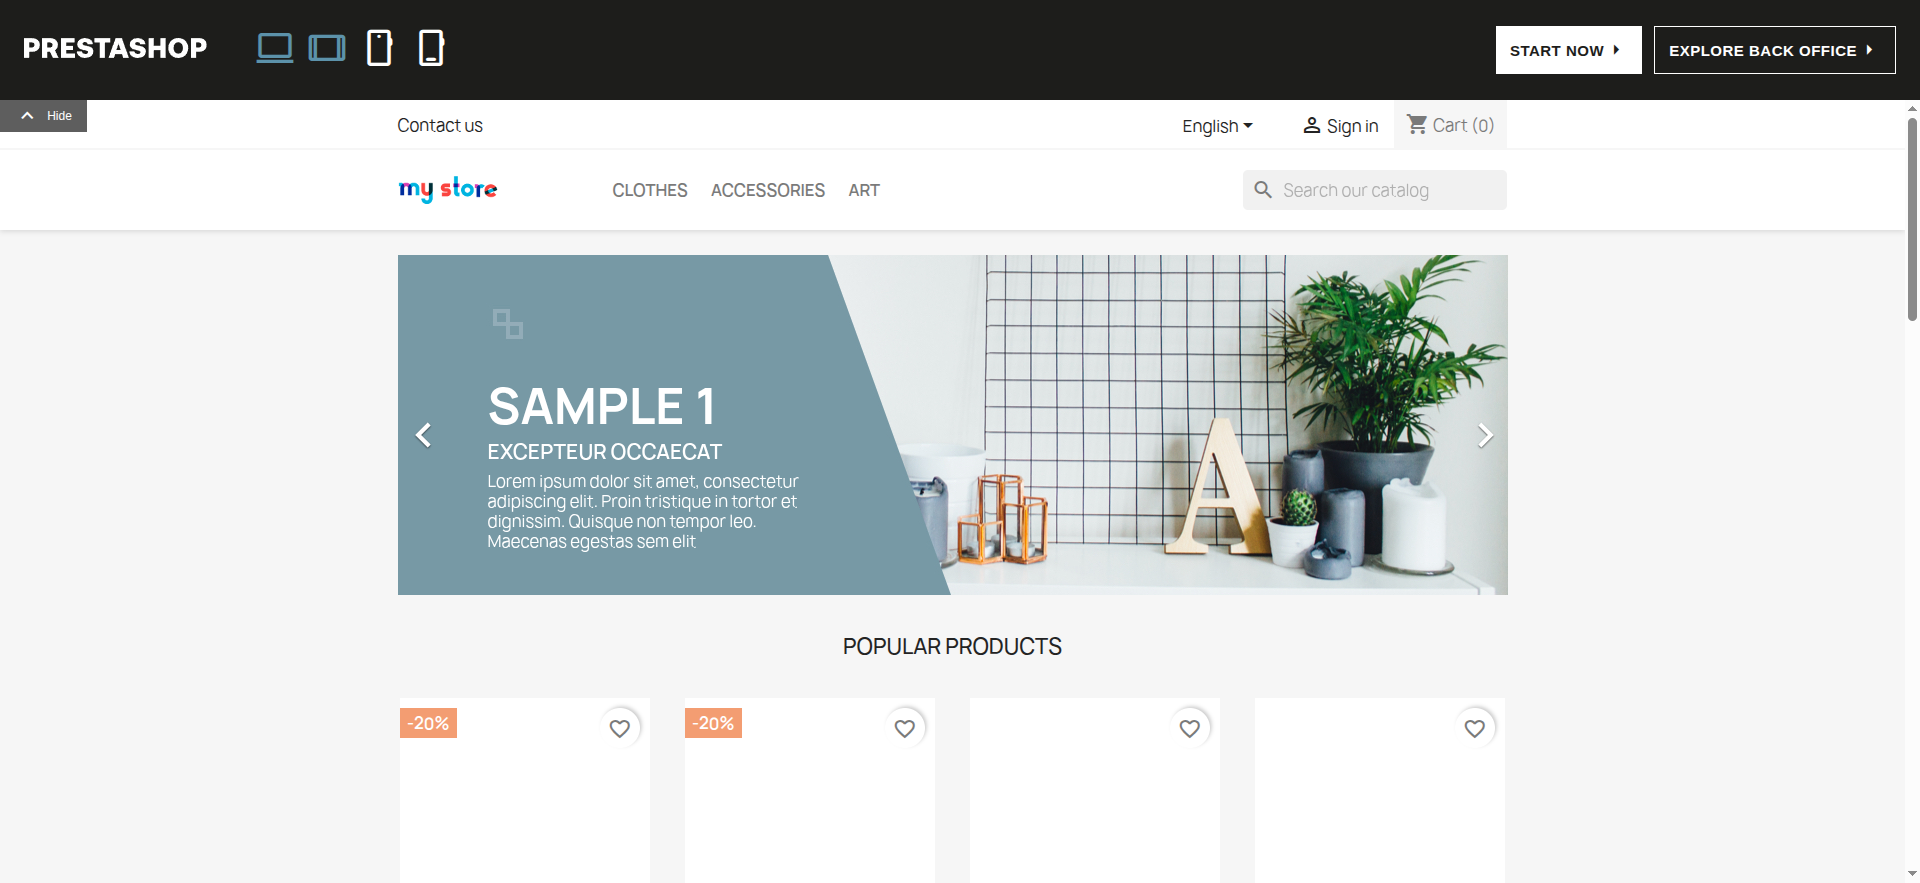 PRESTASHOP
START NOW
EXPLORE BACK OFFICE
Hide
Contact us
English
Sign in
Cart (0)
my store
CLOTHES
ACCESSORIES
ART
Search our catalog
SAMPLE 1
EXCEPTEUR OCCAECAT
Lorem ipsum dolor sit amet, consectetur
adipiscing elit. Proin tristique in tortor et
dignissim. Quisque non tempor leo.
Maecenas egestas sem elit
A
POPULAR PRODUCTS
-20%
-20%